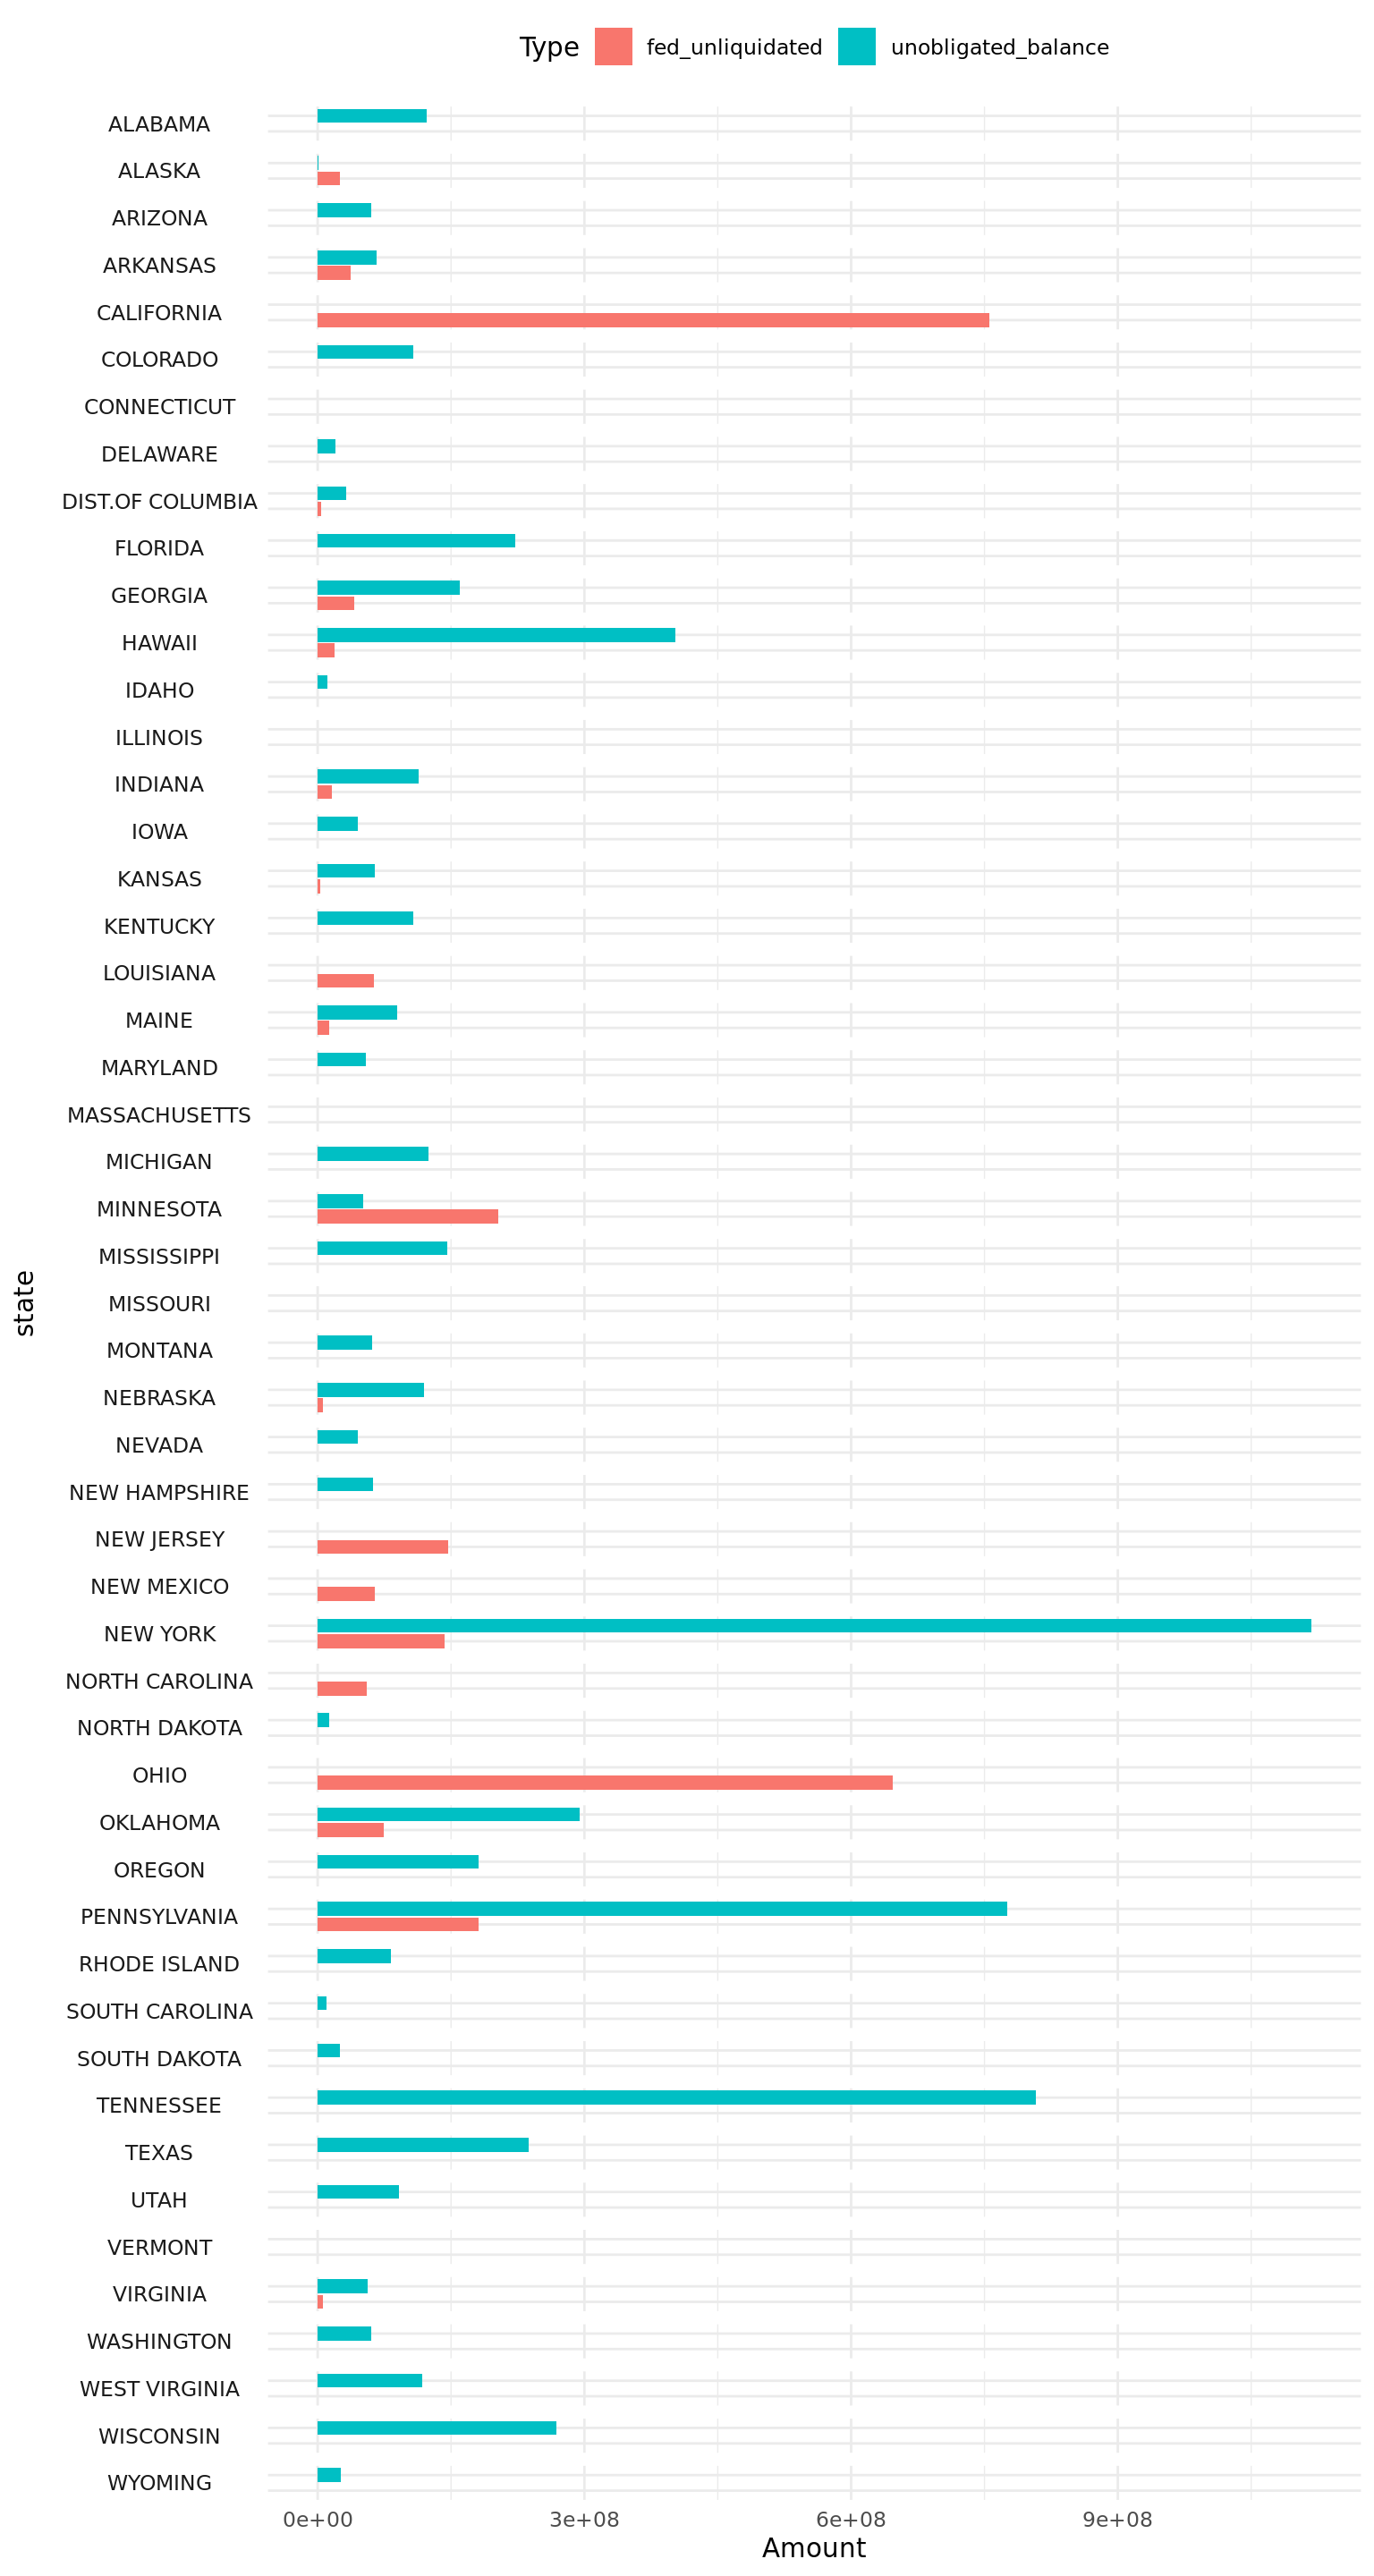 Type fed_unliquidated unobligated_balance
ALABAMA
ALASKA
ARIZONA
ARKANSAS
CALIFORNIA
COLORADO
CONNECTICUT
DELAWARE
DIST.OF COLUMBIA
FLORIDA
GEORGIA
HAWAII
IDAHO
ILLINOIS
INDIANA
IOWA
KANSAS
KENTUCKY
LOUISIANA
MAINE
MARYLAND
MASSACHUSETTS
MICHIGAN
MINNESOTA
MISSISSIPPI
MISSOURI
MONTANA
NEBRASKA
NEVADA
NEW HAMPSHIRE
NEW JERSEY
NEW MEXICO
NEW YORK
NORTH CAROLINA
NORTH DAKOTA
OHIO
OKLAHOMA
OREGON
PENNSYLVANIA
RHODE ISLAND
SOUTH CAROLINA
SOUTH DAKOTA
TENNESSEE
TEXAS
UTAH
VERMONT
VIRGINIA
WASHINGTON
WEST VIRGINIA
WISCONSIN
WYOMING
state
0e+00 3e+08 6e+08 9e+08
Amount